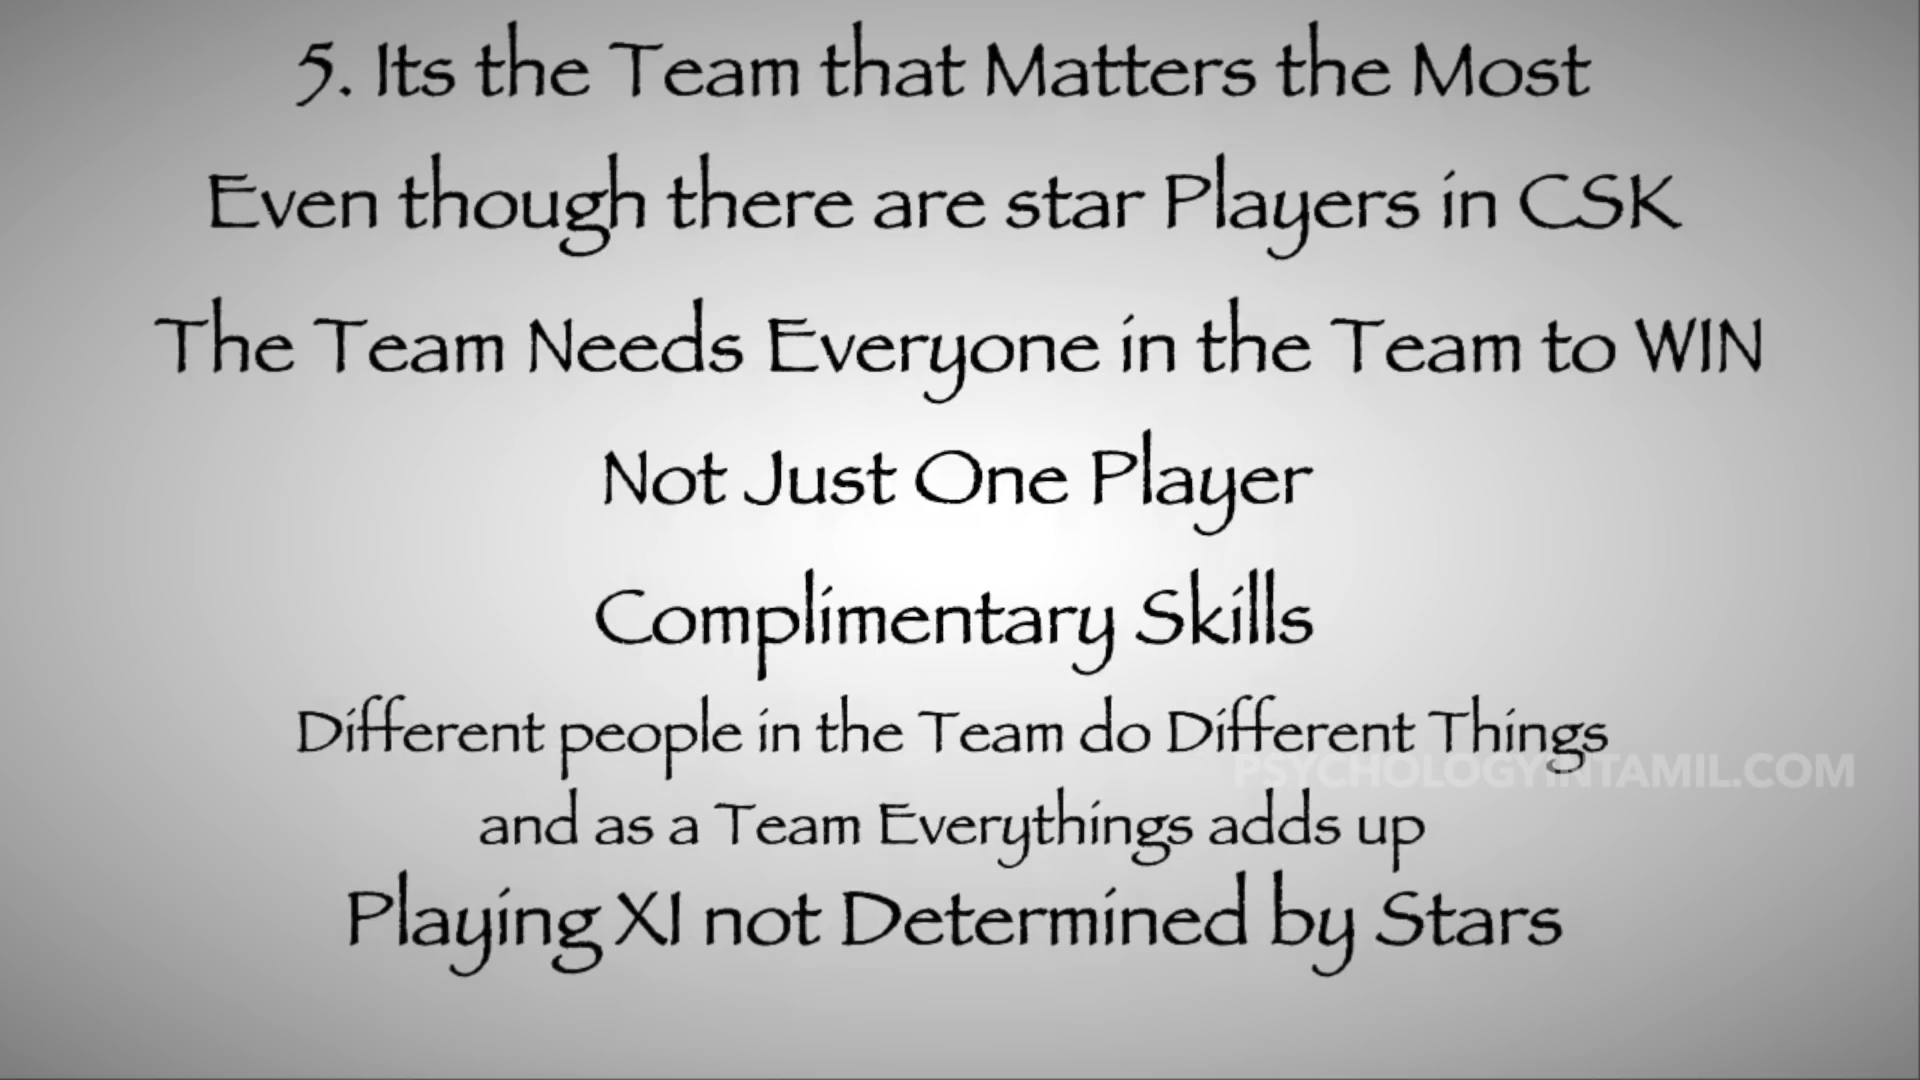 5. Its the Team that Matters the Most
Even though there are star Players in CSK
The Team Needs Everyone in the Team to WIN
Not Just One Player
Complimentary Skills
Different people in the Team do Different Things
PSYCHOLOGYINTAMIL.COM
and as a Team Everythings adds up
Playing XI not Determined by Stars